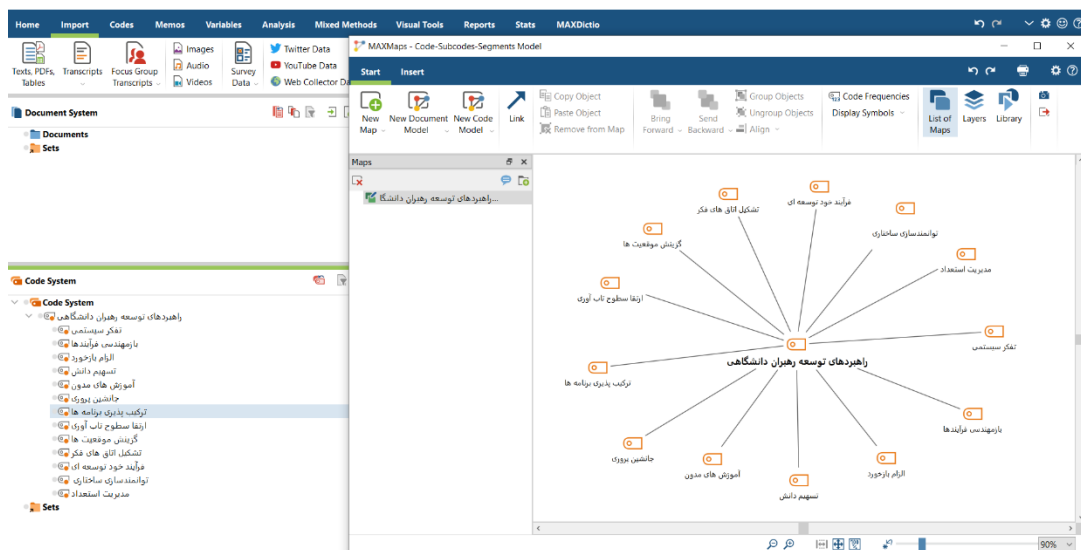 Home Import Codes Memos Variables Analysis Mixed Methods Visual Tools Reports Stats MAXDictio
Texts, PDFs, Tables
Transcripts
Focus Group Transcripts
Images
Audio
Videos
Survey Data
Twitter Data
YouTube Data
Web Collector Da
Document System
Documents
Sets
Code System
Code System
راهبردهای توسعه رهبران دانشگاهی
تفکر سیستمی
بازمهندسی فرآیندها
الزام بازخورد
تسهیم دانش
آموزش های مدون
جانشین پروری
ترکیب پذیری برنامه ها
ارتقا سطوح تاب آوری
گزینش موقعیت ها
تشکیل اتاق های فکر
فرآیند خود توسعه ای
توانمندسازی ساختاری
مدیریت استعداد
Sets
MAXMaps - Code-Subcodes-Segments Model
Start Insert
New Map
New Document Model
New Code Model
Link
Copy Object
Paste Object
Remove from Map
Bring Forward
Send Backward
Group Objects
Ungroup Objects
Align
Code Frequencies
Display Symbols
List of Maps
Layers
Library
Maps
راهبردهای توسعه رهبران دانشگا...
فرآیند خود توسعه ای
تشکیل اتاق های فکر
توانمندسازی ساختاری
گزینش موقعیت ها
مدیریت استعداد
ارتقا سطوح تاب آوری
تفکر سیستمی
راهبردهای توسعه رهبران دانشگاهی
ترکیب پذیری برنامه ها
بازمهندسی فرآیندها
جانشین پروری
آموزش های مدون
الزام بازخورد
تسهیم دانش
90%